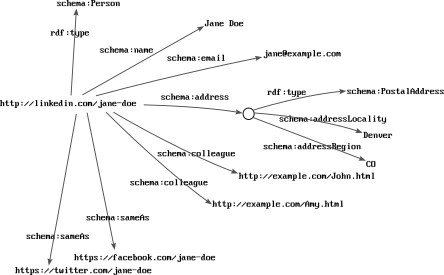 schema:Person
rdf:type
Jane Doe
schema:name
schema:email
jane@example.com
http://linkedin.com/jane-doe
schema:address
rdf:type
schema:PostalAddress
schema:addressLocality
Denver
schema:addressRegion
CO
schema:colleague
http://example.com/John.html
schema:colleague
http://example.com/Amy.html
schema:sameAs
schema:sameAs
https://facebook.com/jane-doe
https://twitter.com/jane-doe